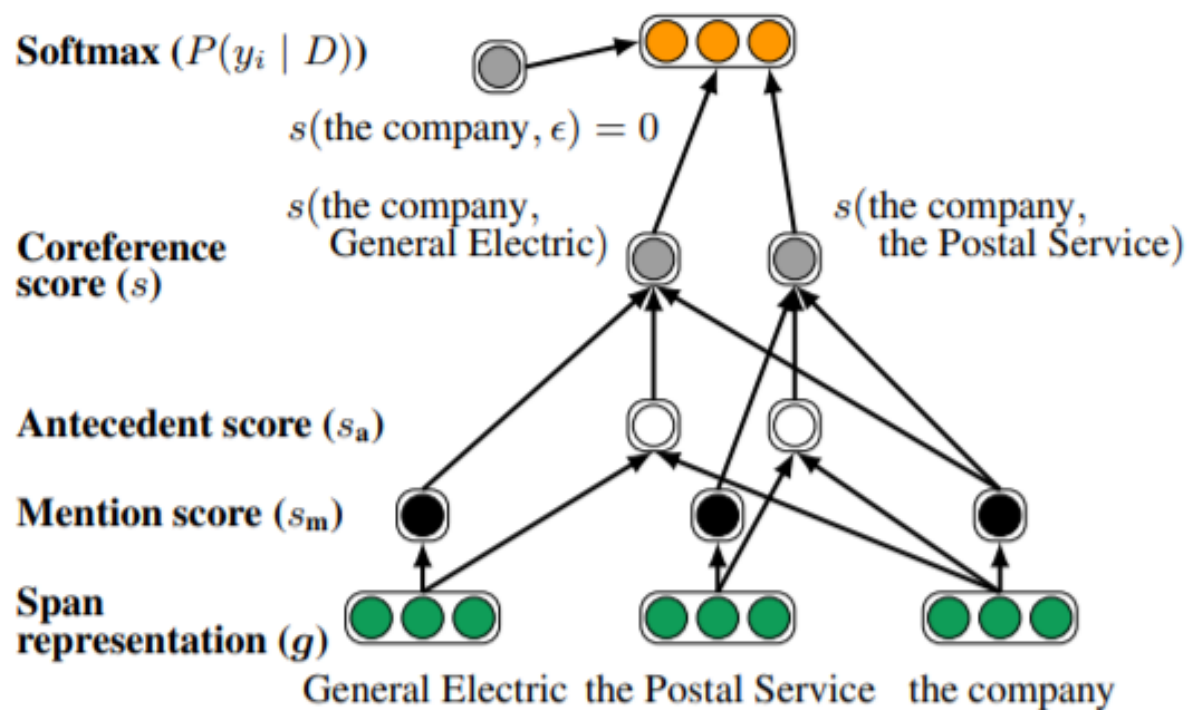 Softmax (P(y_i | D))
s(the company, ϵ) = 0
s(the company,
General Electric)
s(the company,
the Postal Service)
Coreference
score (s)
Antecedent score (s_a)
Mention score (s_m)
Span
representation (g)
General Electric the Postal Service the company